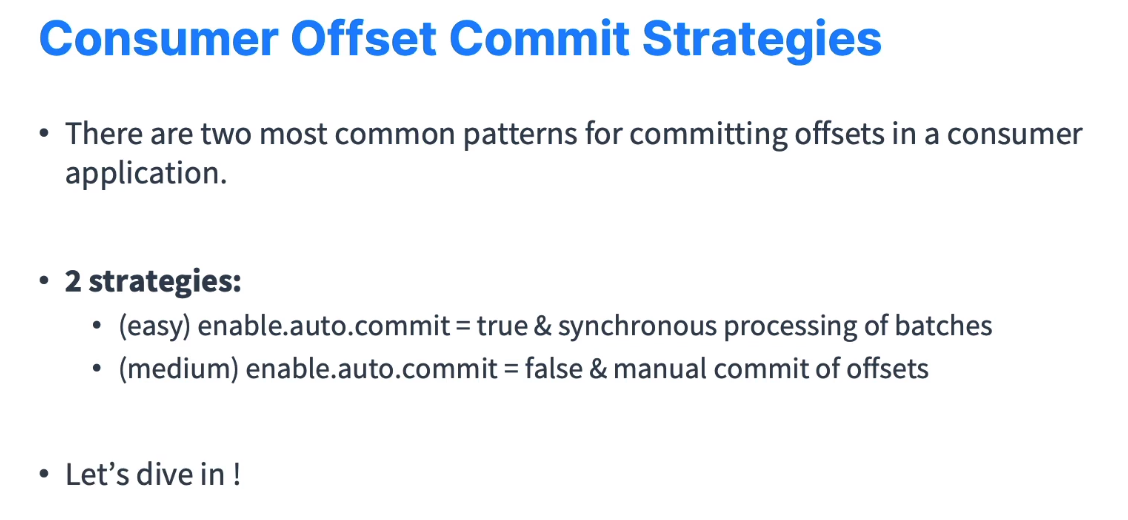 Consumer Offset Commit Strategies
• There are two most common patterns for committing offsets in a consumer
application.
• 2 strategies:
• (easy) enable.auto.commit = true & synchronous processing of batches
• (medium) enable.auto.commit = false & manual commit of offsets
• Let’s dive in !